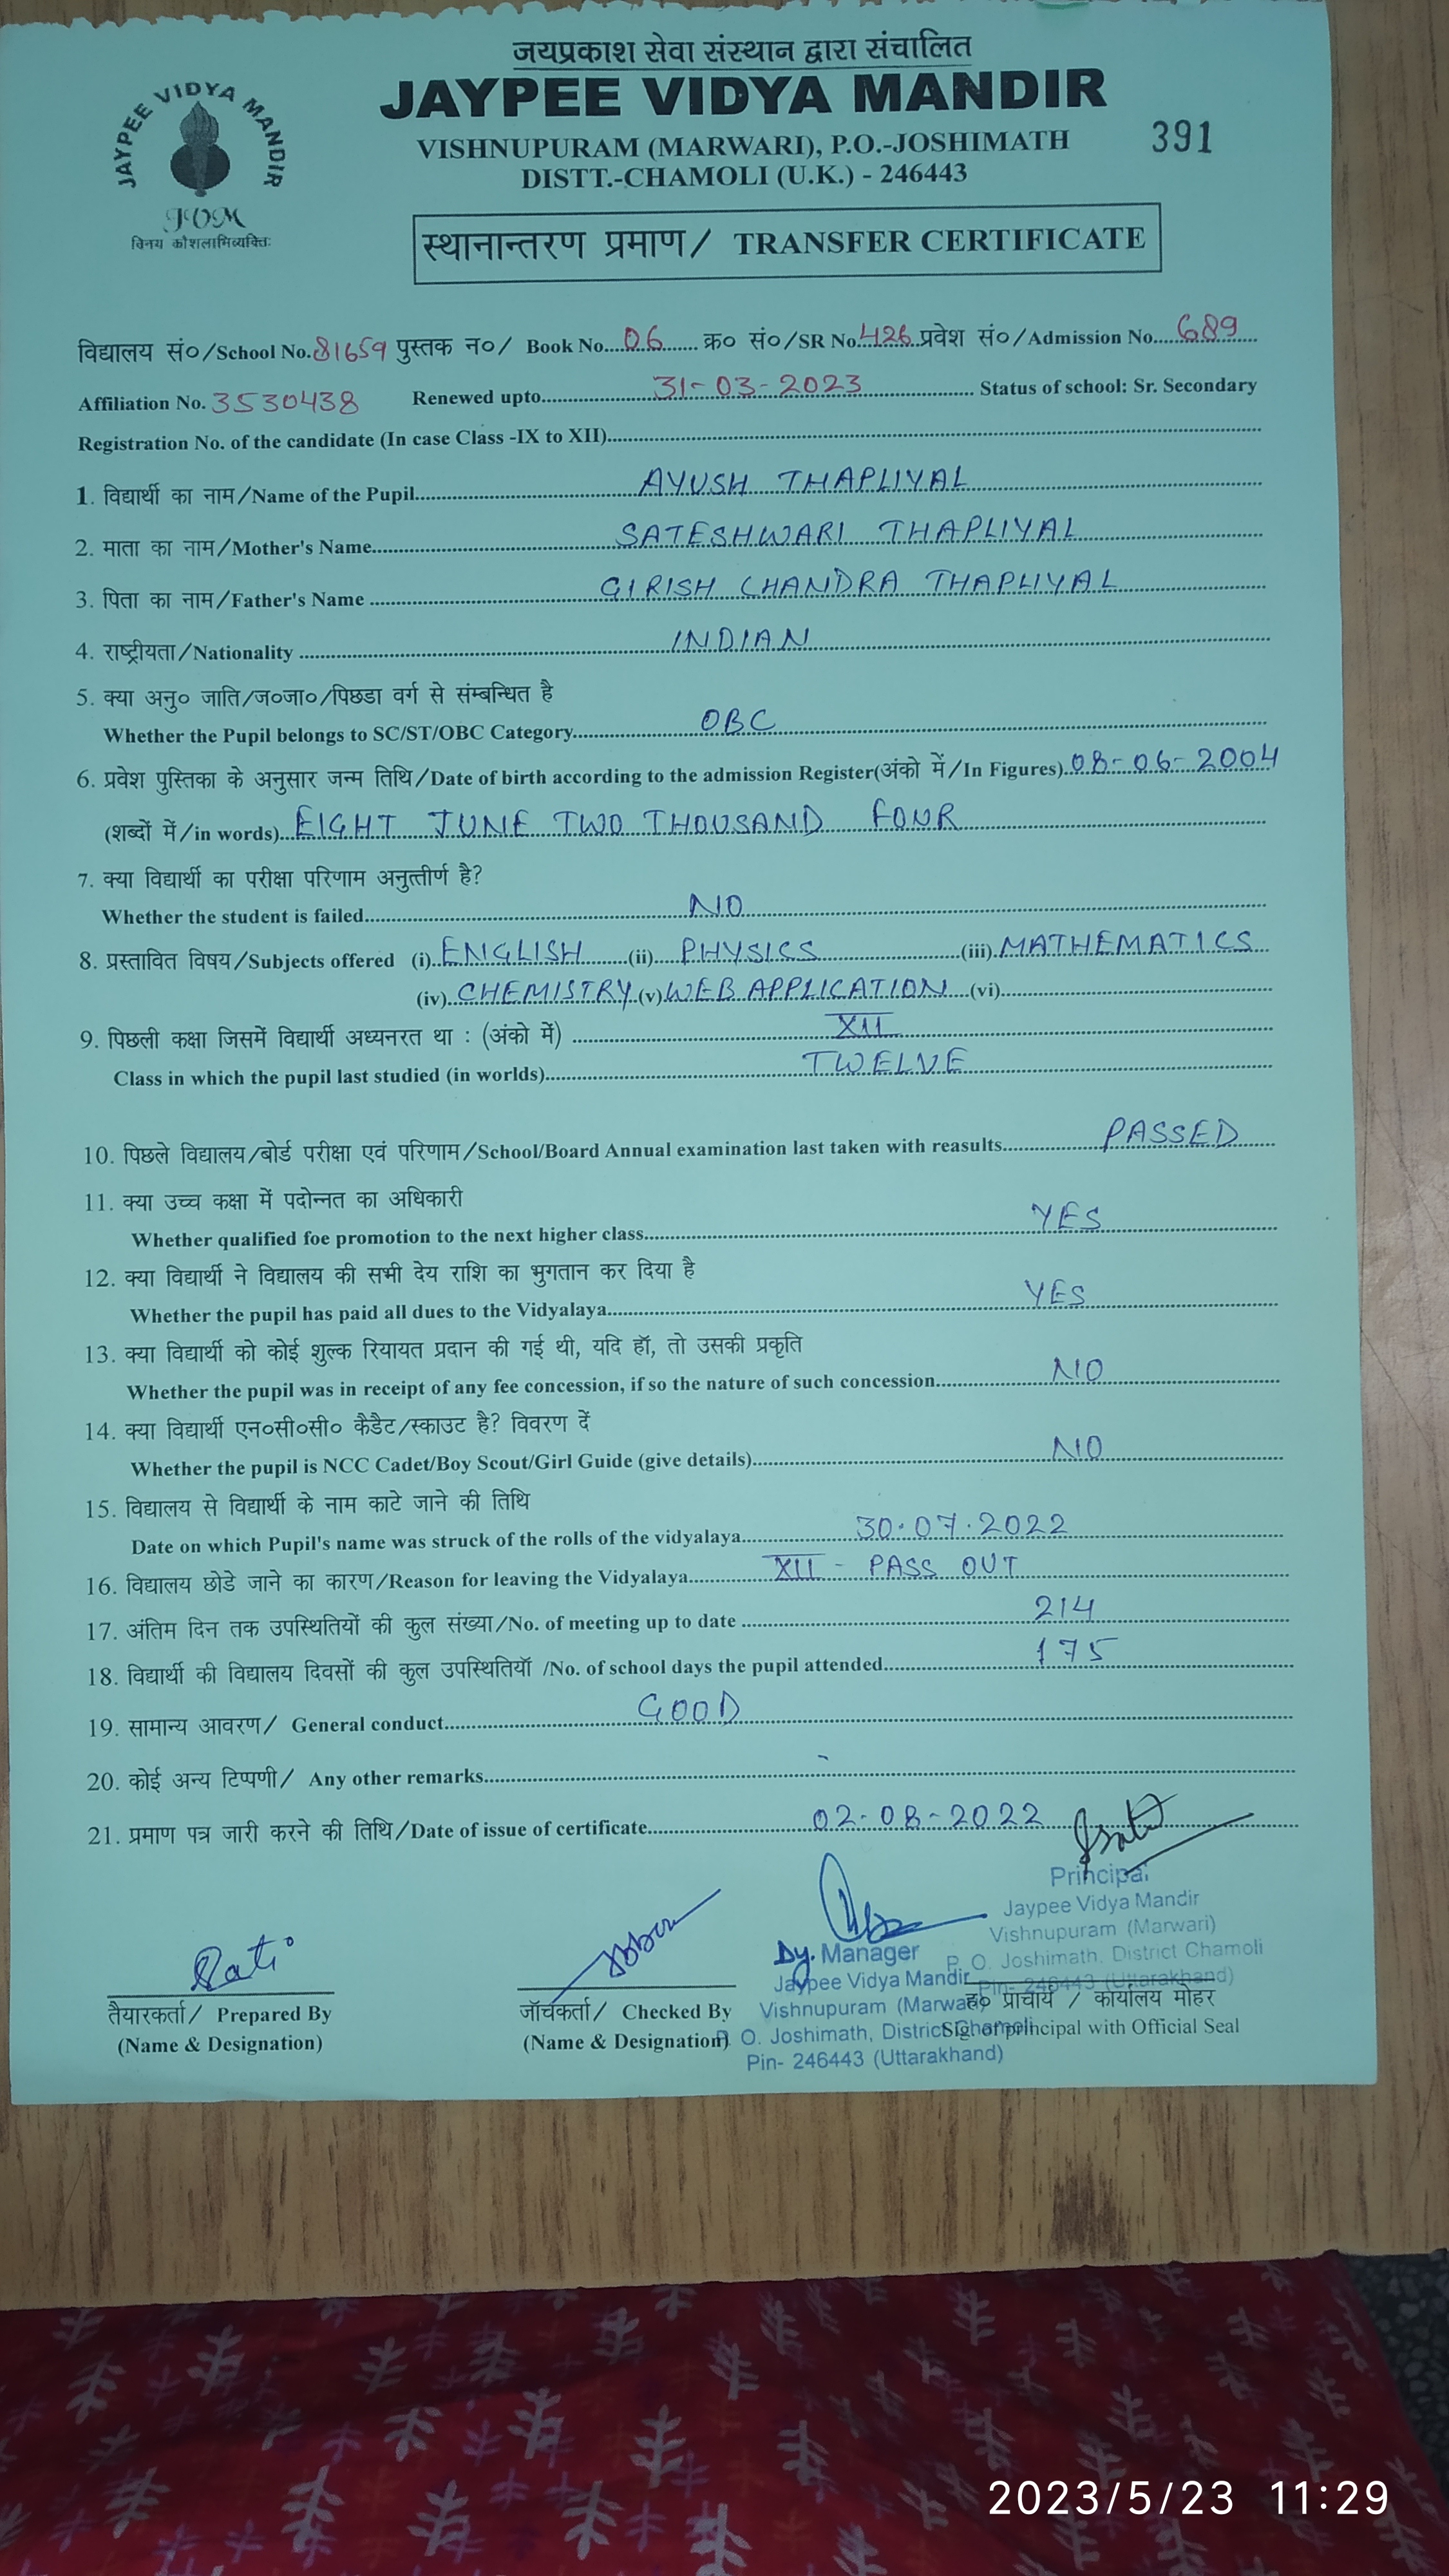 जयप्रकाश सेवा संस्थान द्वारा संचालित
JAYPEE VIDYA MANDIR
JAYPEE VIDYA MANDIR
JVM
विनय कौशलाभिव्यक्तिः
VISHNUPURAM (MARWARI), P.O.-JOSHIMATH
391
DISTT.-CHAMOLI (U.K.) - 246443
स्थानान्तरण प्रमाण/ TRANSFER CERTIFICATE
विद्यालय सं०/School No. 81659 पुस्तक न०/ Book No. 06 क्र० सं०/SR No. 426 प्रवेश सं०/Admission No. 689
Affiliation No. 3530438 Renewed upto 31-03-2023 Status of school: Sr. Secondary
Registration No. of the candidate (In case Class -IX to XII)
1. विद्यार्थी का नाम/Name of the Pupil AYUSH THAPLIYAL
2. माता का नाम/Mother's Name SATESHWARI THAPLIYAL
3. पिता का नाम/Father's Name GIRISH CHANDRA THAPLIYAL
4. राष्ट्रीयता/Nationality INDIAN
5. क्या अनु० जाति/ज०जा०/पिछडा वर्ग से संम्बन्धित है
Whether the Pupil belongs to SC/ST/OBC Category OBC
6. प्रवेश पुस्तिका के अनुसार जन्म तिथि/Date of birth according to the admission Register(अंको में/In Figures) 08-06-2004
(शब्दों में/in words) EIGHT JUNE TWO THOUSAND FOUR
7. क्या विद्यार्थी का परीक्षा परिणाम अनुत्तीर्ण है?
Whether the student is failed NO
8. प्रस्तावित विषय/Subjects offered (i) ENGLISH (ii) PHYSICS (iii) MATHEMATICS
(iv) CHEMISTRY (v) WEB APPLICATION (vi)
9. पिछली कक्षा जिसमें विद्यार्थी अध्यनरत था : (अंको में) XII
Class in which the pupil last studied (in worlds) TWELVE
10. पिछले विद्यालय/बोर्ड परीक्षा एवं परिणाम/School/Board Annual examination last taken with reasults PASSED
11. क्या उच्च कक्षा में पदोन्नत का अधिकारी
Whether qualified foe promotion to the next higher class YES
12. क्या विद्यार्थी ने विद्यालय की सभी देय राशि का भुगतान कर दिया है
Whether the pupil has paid all dues to the Vidyalaya YES
13. क्या विद्यार्थी को कोई शुल्क रियायत प्रदान की गई थी, यदि हॉ, तो उसकी प्रकृति
Whether the pupil was in receipt of any fee concession, if so the nature of such concession NO
14. क्या विद्यार्थी एन०सी०सी० कैडैट/स्काउट है? विवरण दें
Whether the pupil is NCC Cadet/Boy Scout/Girl Guide (give details) NO
15. विद्यालय से विद्यार्थी के नाम काटे जाने की तिथि
Date on which Pupil's name was struck of the rolls of the vidyalaya 30.07.2022
16. विद्यालय छोडे जाने का कारण/Reason for leaving the Vidyalaya XII - PASS OUT
17. अंतिम दिन तक उपस्थितियों की कुल संख्या/No. of meeting up to date 214
18. विद्यार्थी की विद्यालय दिवसों की कुल उपस्थितियॉ /No. of school days the pupil attended 175
19. सामान्य आवरण/ General conduct GOOD
20. कोई अन्य टिप्पणी/ Any other remarks -
21. प्रमाण पत्र जारी करने की तिथि/Date of issue of certificate 02-08-2022
Principal
Jaypee Vidya Mandir
Vishnupuram (Marwari)
P. O. Joshimath, District Chamoli
Pin- 246443 (Uttarakhand)
Dy. Manager
Jaypee Vidya Mandir
Vishnupuram (Marwari)
P. O. Joshimath, District Chamoli
Pin- 246443 (Uttarakhand)
Rati
तैयारकर्ता/ Prepared By
(Name & Designation)
जॉचकर्ता/ Checked By
(Name & Designation)
ह० प्राचार्य / कार्यालय मोहर
Sig. of principal with Official Seal
2023/5/23 11:29